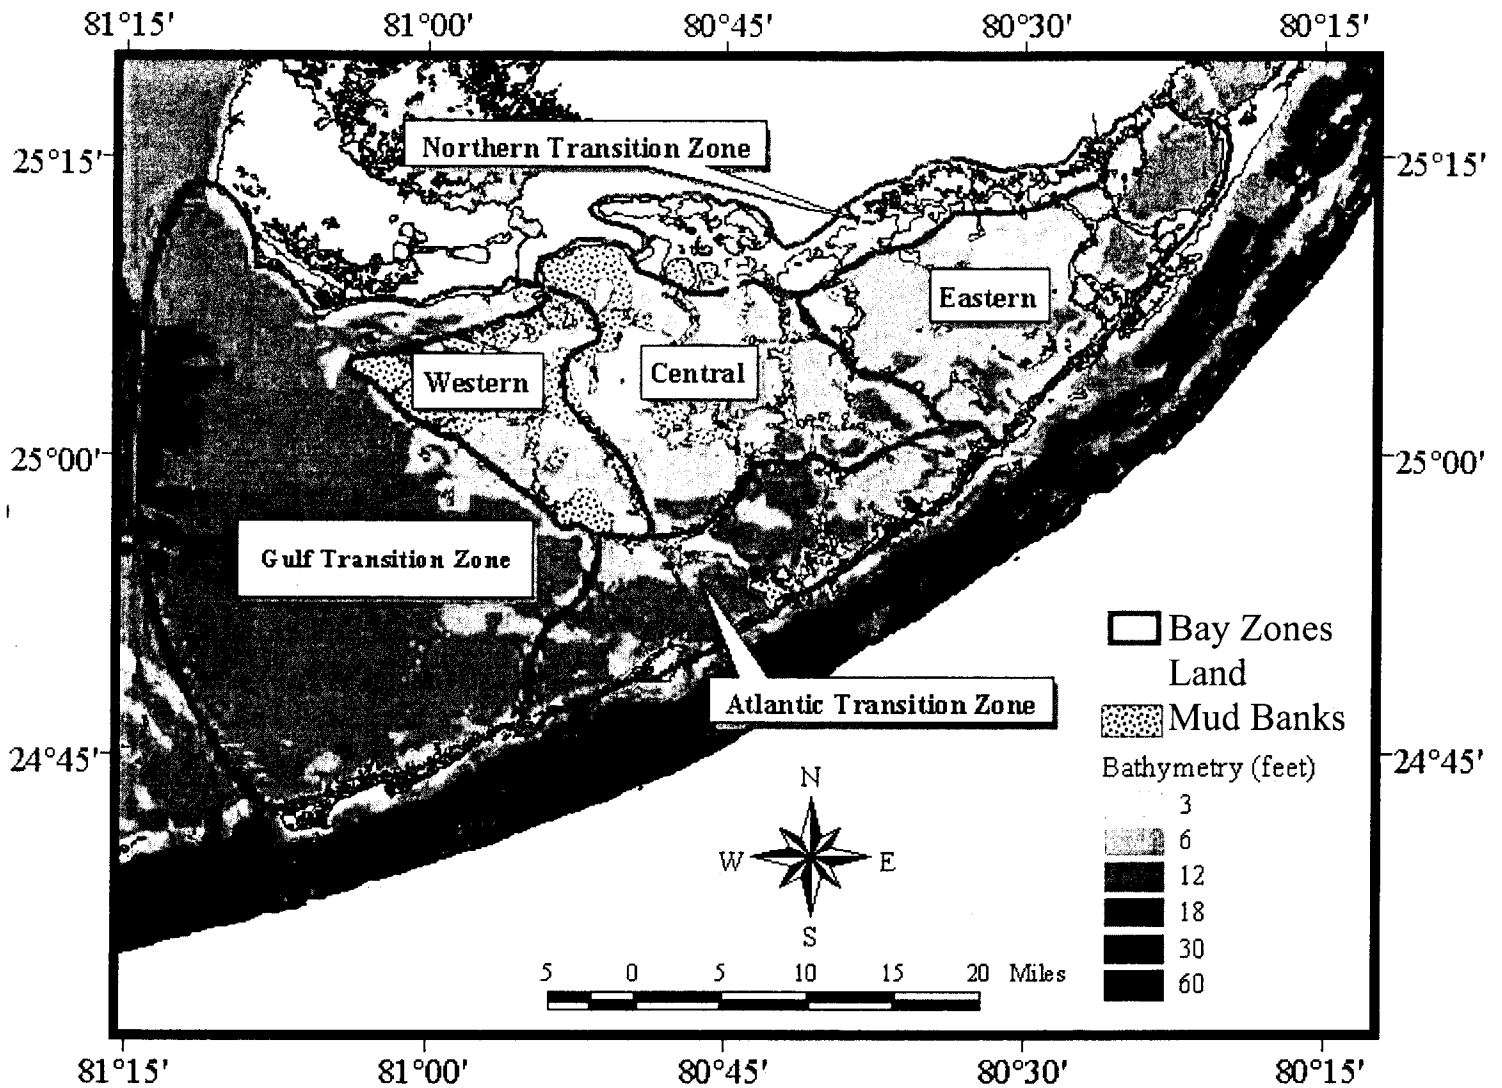 81°15' 81°00' 80°45' 80°30' 80°15'
Northern Transition Zone
25°15' 25°15'
Eastern
Western
Central
25°00' 25°00'
Gulf Transition Zone
Bay Zones
Land
Atlantic Transition Zone
Mud Banks
24°45' 24°45'
Bathymetry (feet)
3
6
12
18
30
60
N
W E
S
5 0 5 10 15 20 Miles
81°15' 81°00' 80°45' 80°30' 80°15'